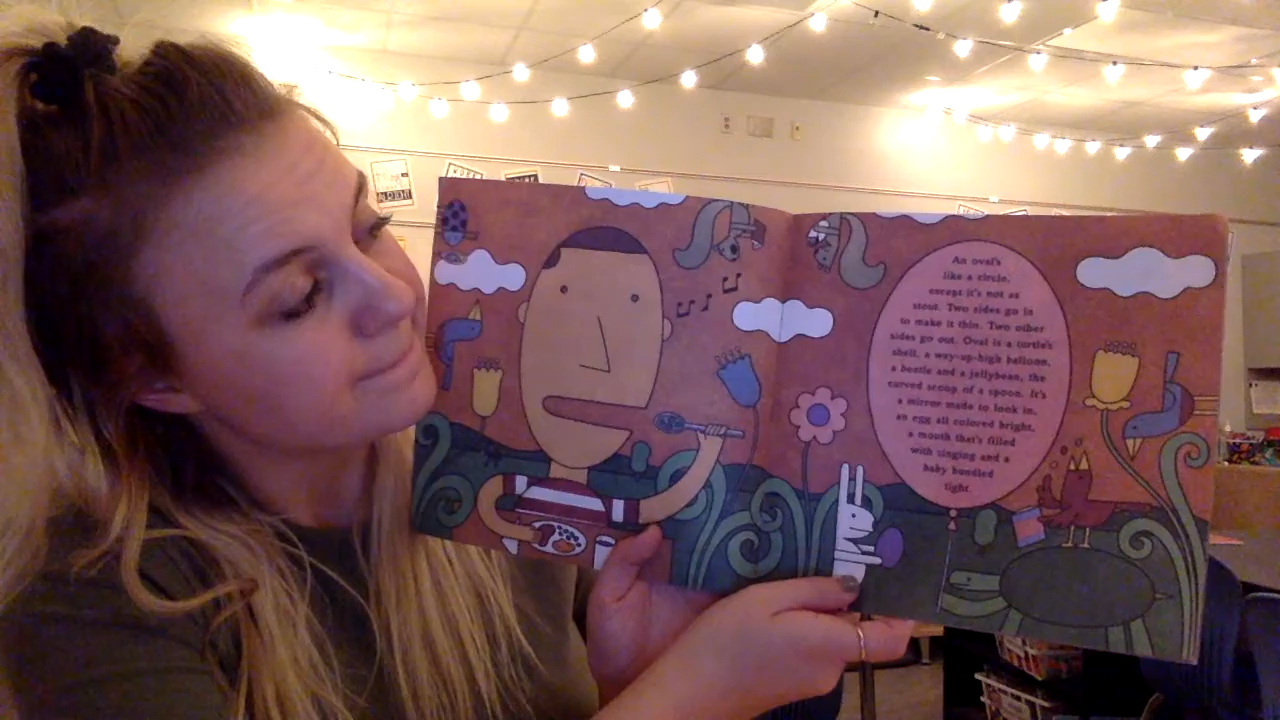 An oval's
like a circle,
except it's not as
stout. Two sides go in
to make it thin. Two other
sides go out. Oval is a turtle's
shell, a way-up-high balloon,
a beetle and a jellybean, the
curved scoop of a spoon. It's
a mirror made to look in,
an egg all colored bright,
a mouth that's filled
with singing and a
baby bundled
tight.